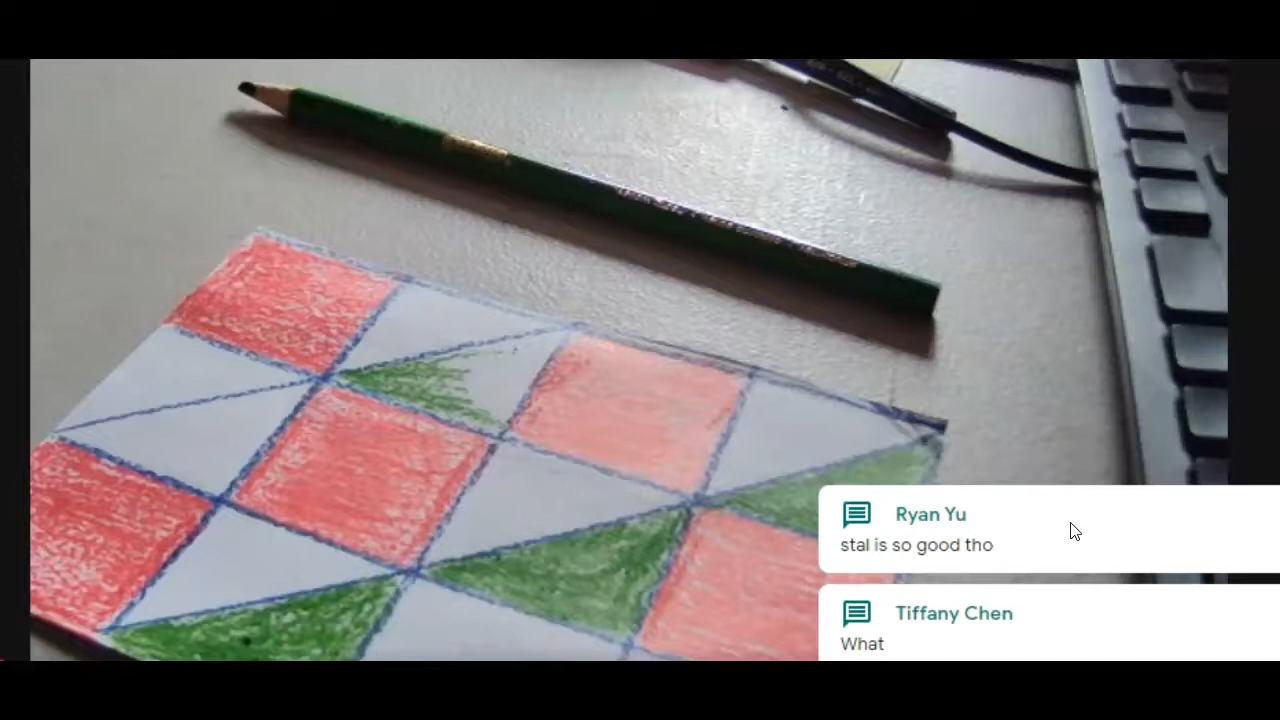 Ryan Yu
stal is so good tho
Tiffany Chen
What